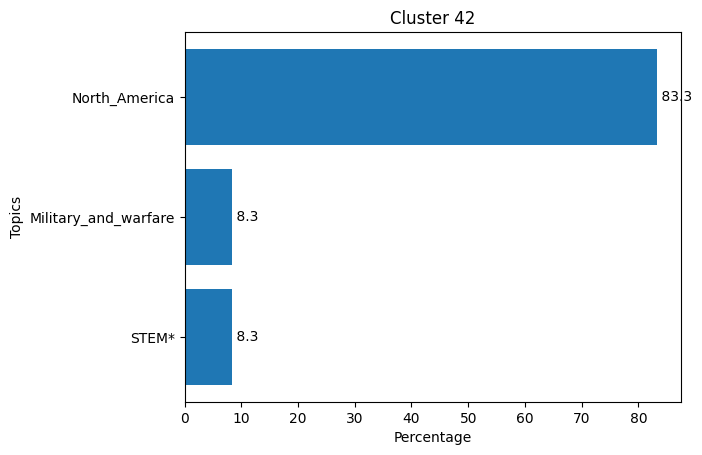 Cluster 42
Topics
North_America
83.3
Military_and_warfare
8.3
STEM*
8.3
0 10 20 30 40 50 60 70 80
Percentage